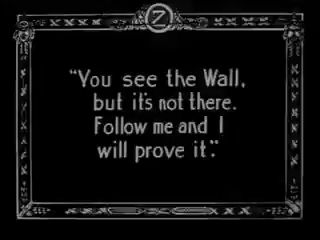 Z
"You see the Wall,
but it's not there.
Follow me and I
will prove it."